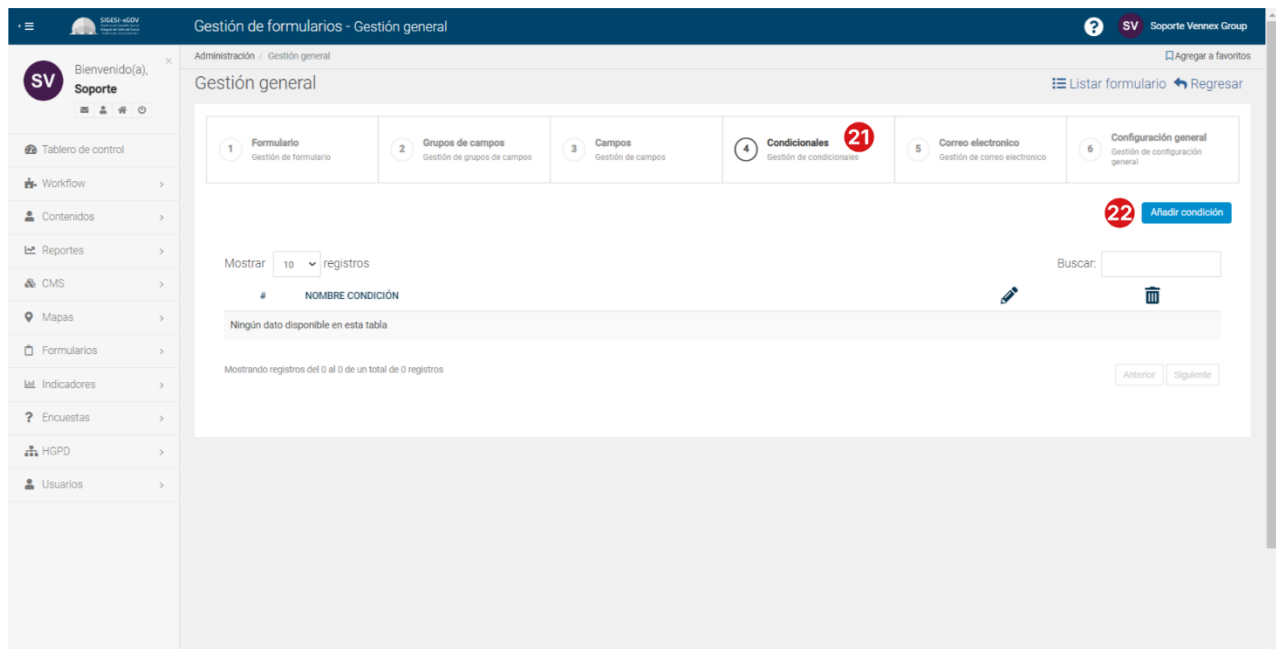 SIGESI-eGOV
Gestión de formularios - Gestión general
?
SV
Soporte Vennex Group
SV
Bienvenido(a),
Soporte
×
Administración / Gestión general
Agregar a favoritos
Gestión general
Listar formulario
Regresar
Tablero de control
Workflow
Contenidos
Reportes
CMS
Mapas
Formularios
Indicadores
Encuestas
HGPD
Usuarios
1
Formulario
Gestión de formulario
2
Grupos de campos
Gestión de grupos de campos
3
Campos
Gestión de campos
4
Condicionales
Gestión de condicionales
21
5
Correo electronico
Gestión de correo electronico
6
Configuración general
Gestión de configuración
general
22
Añadir condición
Mostrar 10 registros
Buscar:
# NOMBRE CONDICIÓN
Ningún dato disponible en esta tabla
Mostrando registros del 0 al 0 de un total de 0 registros
Anterior
Siguiente